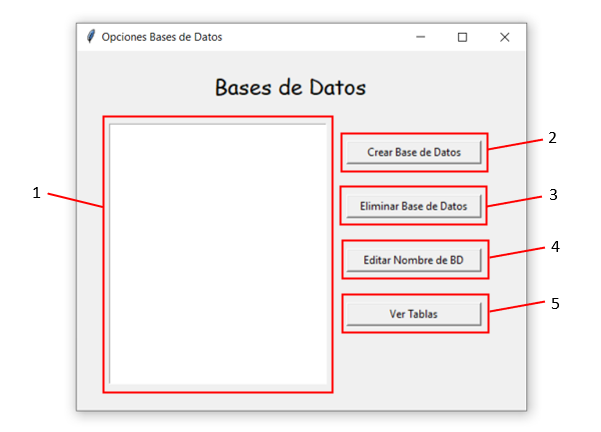 Opciones Bases de Datos
Bases de Datos
1
Crear Base de Datos
2
Eliminar Base de Datos
3
Editar Nombre de BD
4
Ver Tablas
5